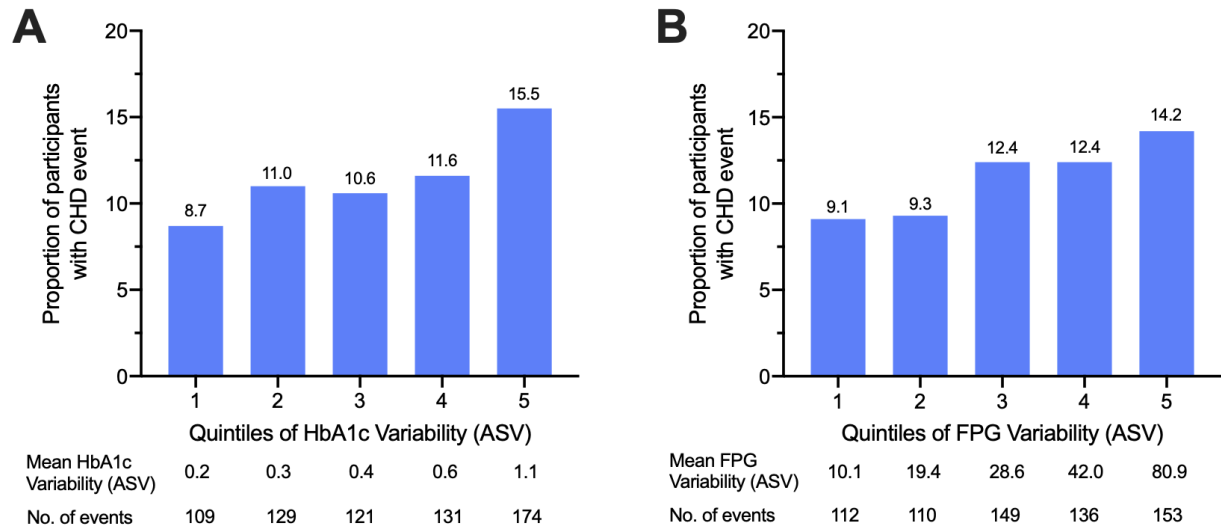 A
Proportion of participants
with CHD event
20
15
10
5
0
8.7
11.0
10.6
11.6
15.5
1 2 3 4 5
Quintiles of HbA1c Variability (ASV)
Mean HbA1c
Variability (ASV) 0.2 0.3 0.4 0.6 1.1
No. of events 109 129 121 131 174
B
Proportion of participants
with CHD event
20
15
10
5
0
9.1
9.3
12.4
12.4
14.2
1 2 3 4 5
Quintiles of FPG Variability (ASV)
Mean FPG
Variability (ASV) 10.1 19.4 28.6 42.0 80.9
No. of events 112 110 149 136 153